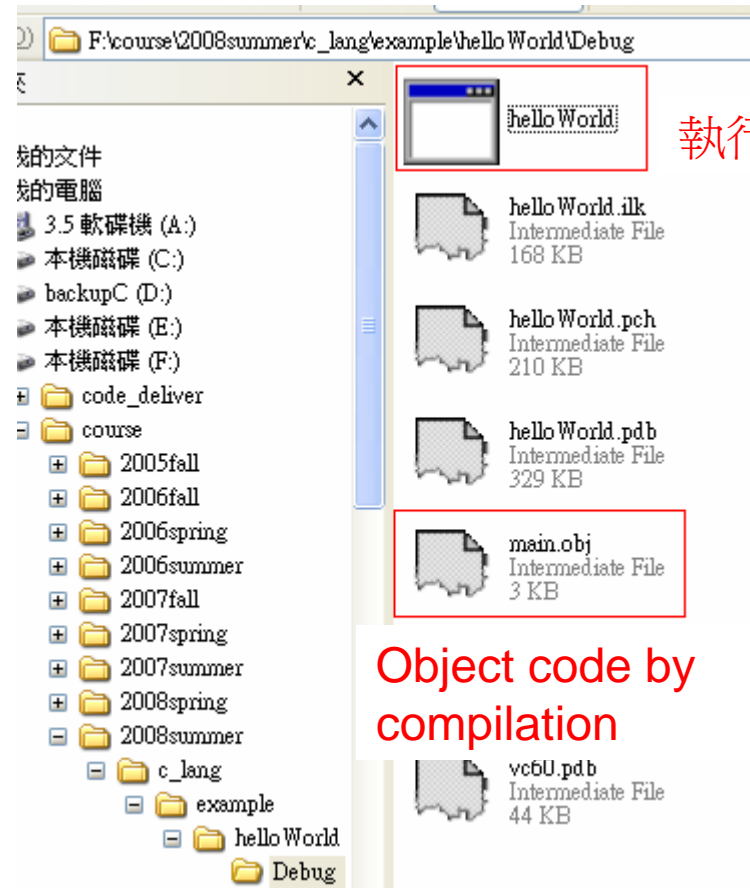 F:\course\2008summer\c_lang\example\helloWorld\Debug
我的文件
我的電腦
3.5 軟碟機 (A:)
本機磁碟 (C:)
backupC (D:)
本機磁碟 (E:)
本機磁碟 (F:)
code_deliver
course
2005fall
2006fall
2006spring
2006summer
2007fall
2007spring
2007summer
2008spring
2008summer
c_lang
example
helloWorld
Debug
helloWorld
執行
helloWorld.ilk
Intermediate File
168 KB
helloWorld.pch
Intermediate File
210 KB
helloWorld.pdb
Intermediate File
329 KB
main.obj
Intermediate File
3 KB
Object code by
compilation
vc60.pdb
Intermediate File
44 KB